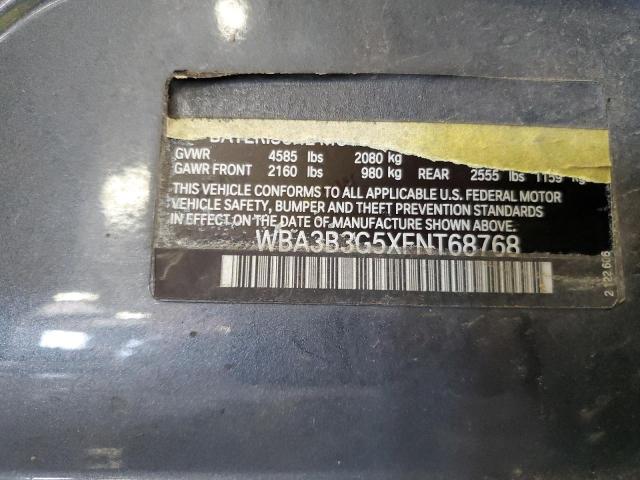 GVWR 4585 lbs 2080 kg
GAWR FRONT 2160 lbs 980 kg REAR 2555 lbs 1159 kg
THIS VEHICLE CONFORMS TO ALL APPLICABLE U.S. FEDERAL MOTOR
VEHICLE SAFETY, BUMPER AND THEFT PREVENTION STANDARDS
IN EFFECT ON THE DATE OF MANUFACTURE SHOWN ABOVE.
WBA3B3G5XFNT68768